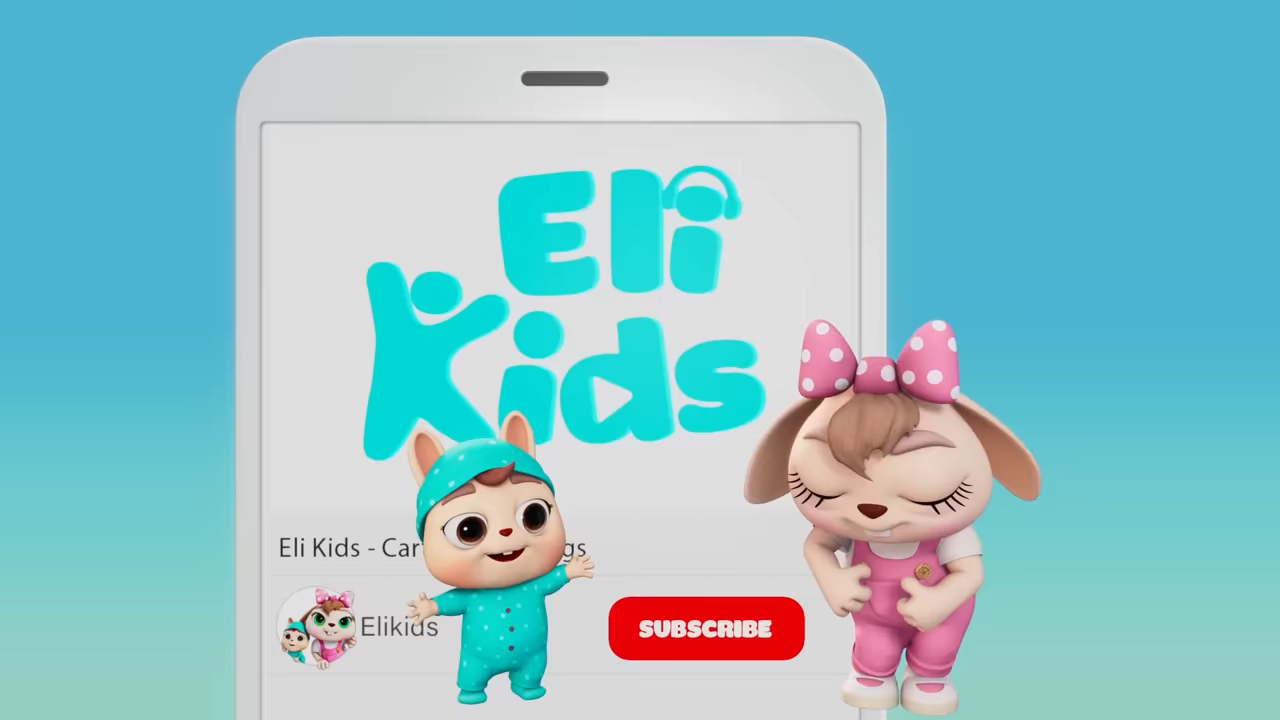 Eli
Kids
Eli Kids - Car gs
Elikids
SUBSCRIBE